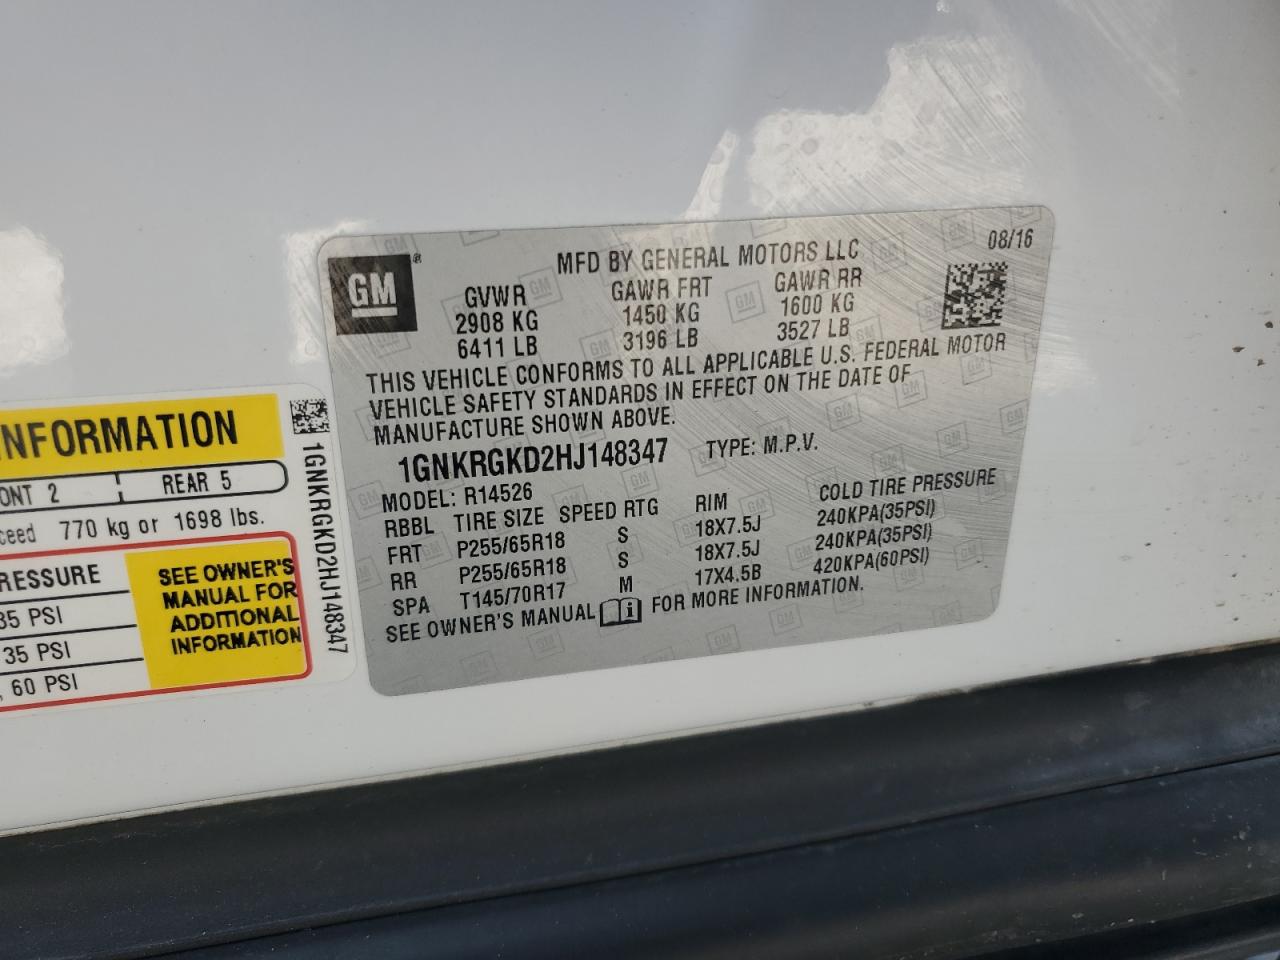 GM
®
MFD BY GENERAL MOTORS LLC
08/16
GVWR
GAWR FRT
GAWR RR
2908 KG
1450 KG
1600 KG
6411 LB
3196 LB
3527 LB
THIS VEHICLE CONFORMS TO ALL APPLICABLE U.S. FEDERAL MOTOR
VEHICLE SAFETY STANDARDS IN EFFECT ON THE DATE OF
MANUFACTURE SHOWN ABOVE.
1GNKRGKD2HJ148347 TYPE: M.P.V.
MODEL: R14526
RBBL TIRE SIZE SPEED RTG RIM COLD TIRE PRESSURE
FRT P255/65R18 S 18X7.5J 240KPA(35PSI)
RR P255/65R18 S 18X7.5J 240KPA(35PSI)
SPA T145/70R17 M 17X4.5B 420KPA(60PSI)
SEE OWNER'S MANUAL i FOR MORE INFORMATION.
INFORMATION
ONT 2 REAR 5
ceed 770 kg or 1698 lbs.
RESSURE
35 PSI
35 PSI
, 60 PSI
SEE OWNER'S
MANUAL FOR
ADDITIONAL
INFORMATION
1GNKRGKD2HJ148347